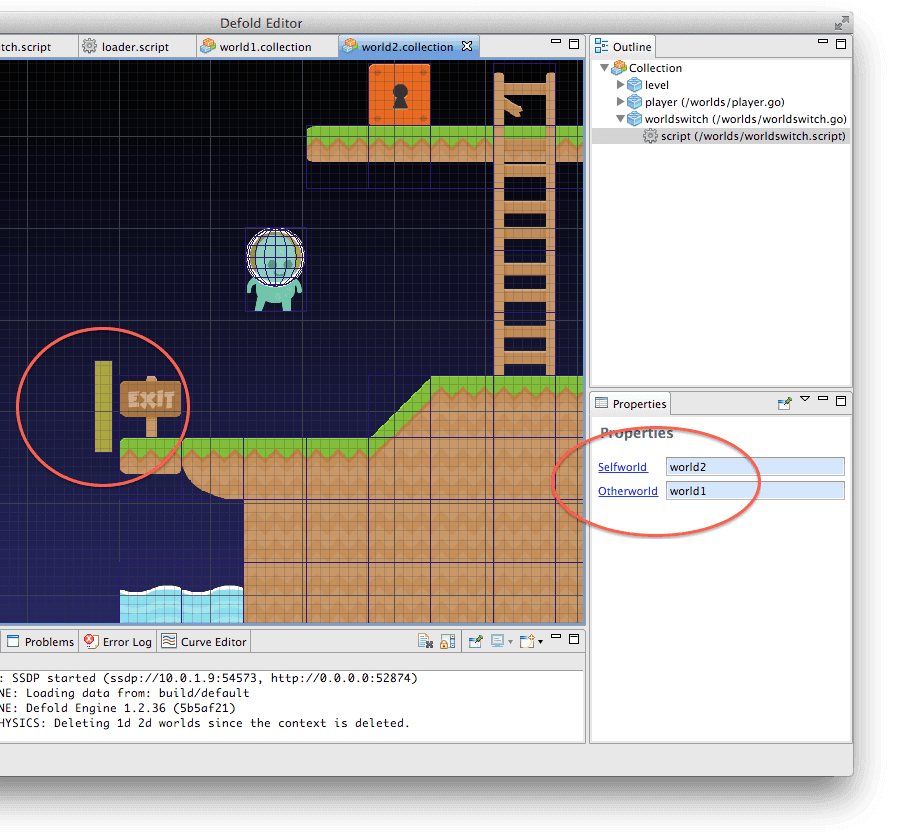 Defold Editor
tch.script
loader.script
world1.collection
world2.collection
Outline
Collection
level
player (/worlds/player.go)
worldswitch (/worlds/worldswitch.go)
script (/worlds/worldswitch.script)
EXIT
Properties
Properties
Selfworld world2
Otherworld world1
Problems
Error Log
Curve Editor
: SSDP started (ssdp://10.0.1.9:54573, http://0.0.0.0:52874)
NE: Loading data from: build/default
NE: Defold Engine 1.2.36 (5b5af21)
HYSICS: Deleting 1d 2d worlds since the context is deleted.